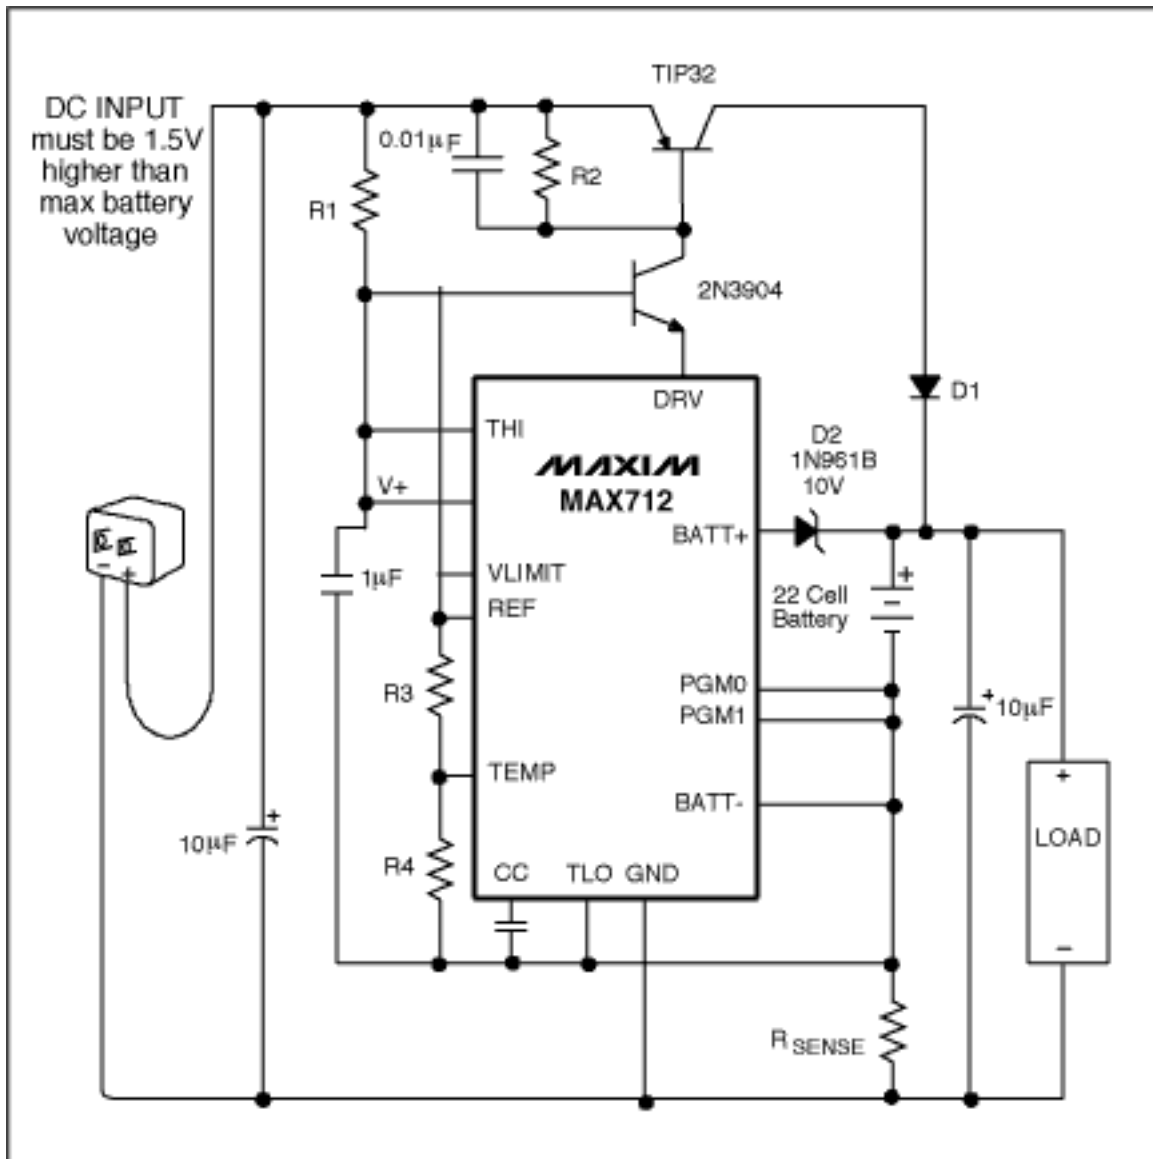 TIP32
DC INPUT
must be 1.5V
higher than
max battery
voltage
0.01µF
R2
R1
2N3904
DRV
D1
THI
D2
1N961B
10V
MAXIM
MAX712
V+
BATT+
1µF
VLIMIT
REF
+
22 Cell
Battery
- +
R3
PGM0
PGM1
+
10µF
TEMP
BATT-
+
LOAD
-
+
10µF
R4
CC
TLO
GND
R SENSE